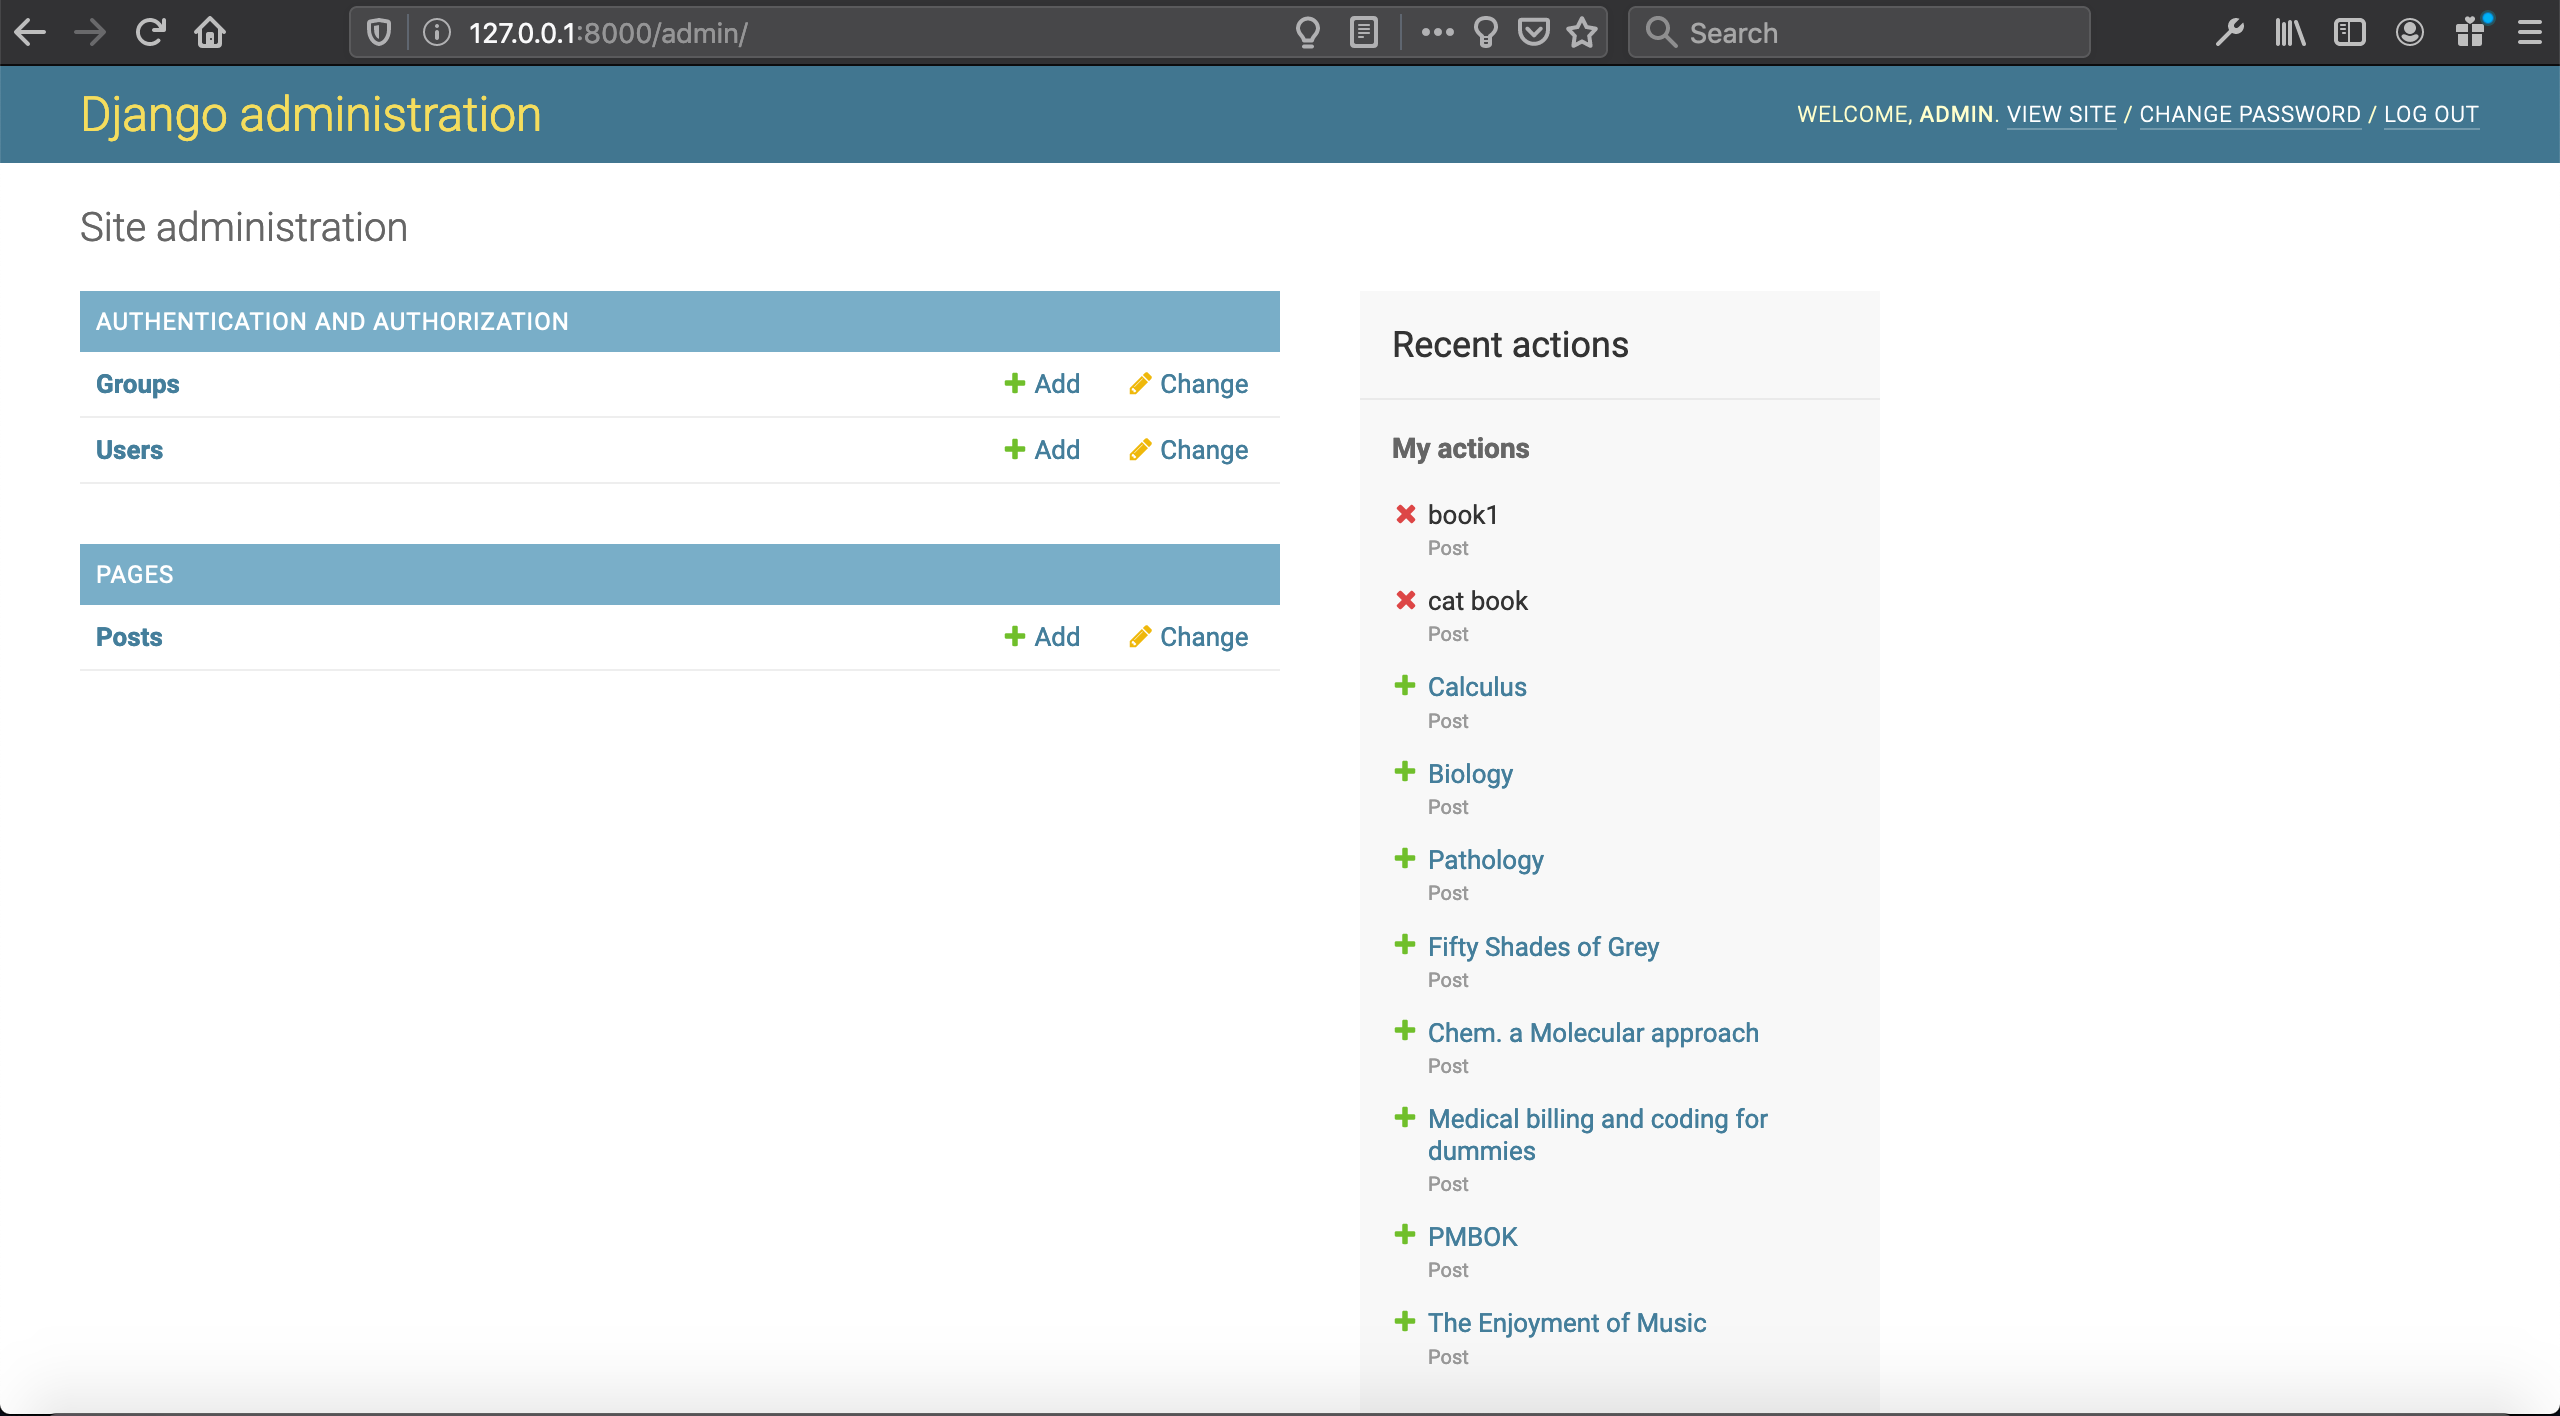 127.0.0.1:8000/admin/
Search
Django administration
WELCOME, ADMIN. VIEW SITE / CHANGE PASSWORD / LOG OUT
Site administration
AUTHENTICATION AND AUTHORIZATION
Groups Add Change
Users Add Change
PAGES
Posts Add Change
Recent actions
My actions
book1
Post
cat book
Post
Calculus
Post
Biology
Post
Pathology
Post
Fifty Shades of Grey
Post
Chem. a Molecular approach
Post
Medical billing and coding for
dummies
Post
PMBOK
Post
The Enjoyment of Music
Post